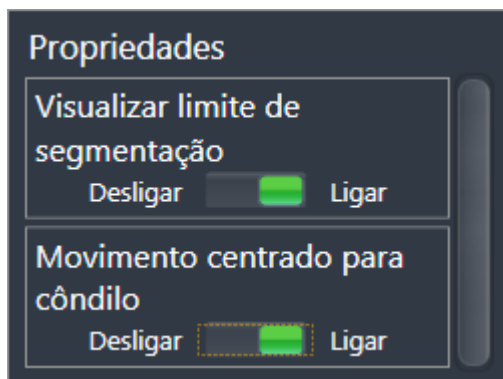 Propriedades
Visualizar limite de
segmentação
Desligar Ligar
Movimento centrado para
côndilo
Desligar Ligar